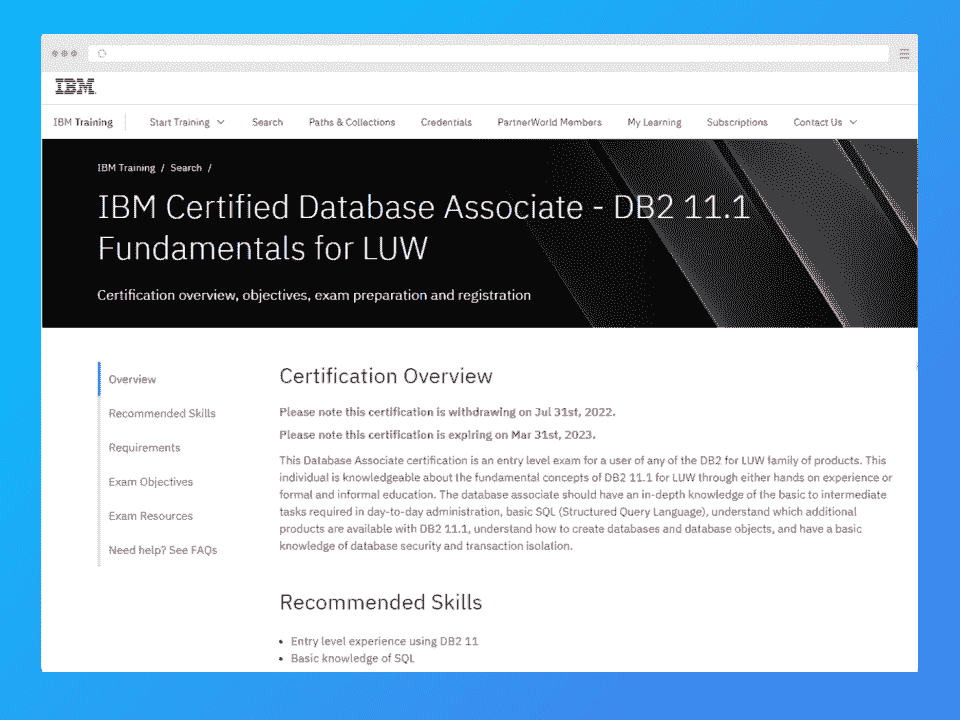 IBM
IBM Training Start Training Search Paths & Collections Credentials PartnerWorld Members My Learning Subscriptions Contact Us
IBM Training / Search /
IBM Certified Database Associate - DB2 11.1
Fundamentals for LUW
Certification overview, objectives, exam preparation and registration
Overview
Recommended Skills
Requirements
Exam Objectives
Exam Resources
Need help? See FAQs
Certification Overview
Please note this certification is withdrawing on Jul 31st, 2022.
Please note this certification is expiring on Mar 31st, 2023.
This Database Associate certification is an entry level exam for a user of any of the DB2 for LUW family of products. This
individual is knowledgeable about the fundamental concepts of DB2 11.1 for LUW through either hands on experience or
formal and informal education. The database associate should have an in-depth knowledge of the basic to intermediate
tasks required in day-to-day administration, basic SQL (Structured Query Language), understand which additional
products are available with DB2 11.1, understand how to create databases and database objects, and have a basic
knowledge of database security and transaction isolation.
Recommended Skills
• Entry level experience using DB2 11
• Basic knowledge of SQL